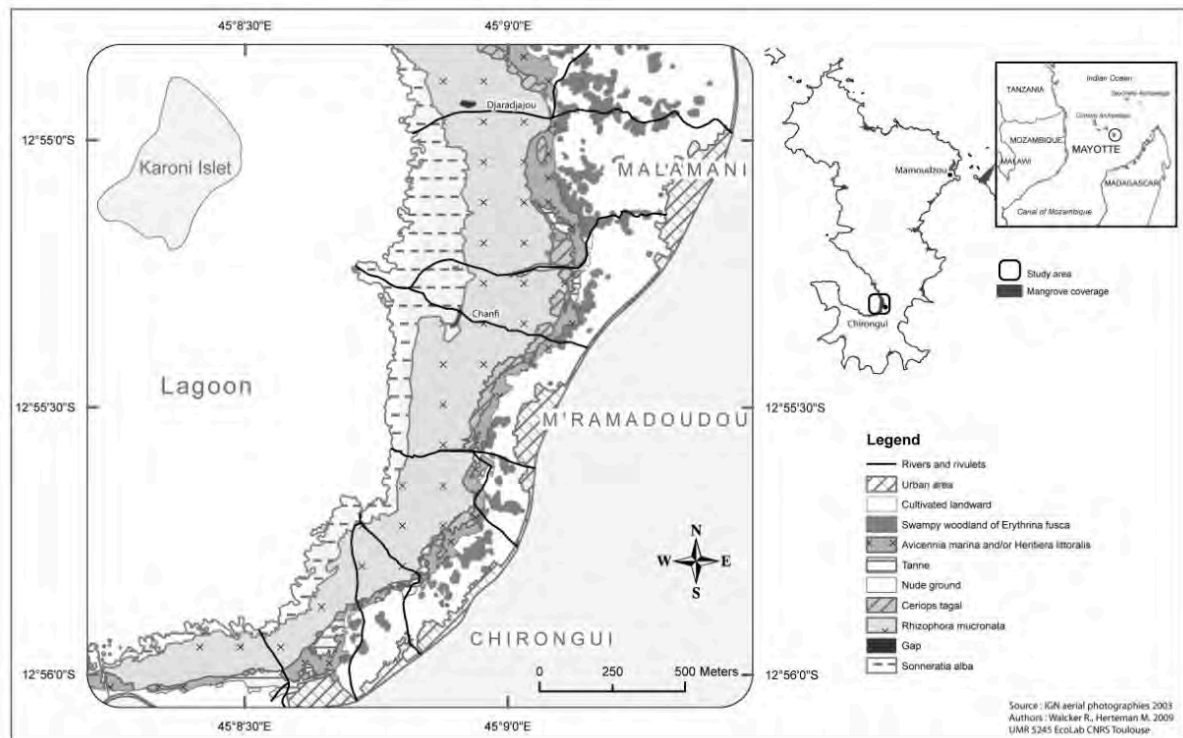 45°8'30"E
45°9'0"E
Djaradjajou
12°55'0"S
Karoni Islet
MALAMANI
Chanfi
Lagoon
12°55'30"S
12°55'30"S
M'RAMADOUDOU
N
W E
S
CHIRONGUI
0 250 500 Meters
12°56'0"S
45°8'30"E
45°9'0"E
Mamoudzou
Chirongui
Indian Ocean
TANZANIA
Seychelle Archipelago
Comoro Archipelago
MOZAMBIQUE
MAYOTTE
MALAWI
MADAGASCAR
Canal of Mozambique
Study area
Mangrove coverage
Legend
Rivers and rivulets
Urban area
Cultivated landward
Swampy woodland of Erythrina fusca
Avicennia marina and/or Heritiera littoralis
Tanne
Nude ground
Ceriops tagal
Rhizophora mucronata
Gap
Sonneratia alba
Source : IGN aerial photographies 2003
Authors : Walcker R., Herteman M. 2009
UMR 5245 EcoLab CNRS Toulouse